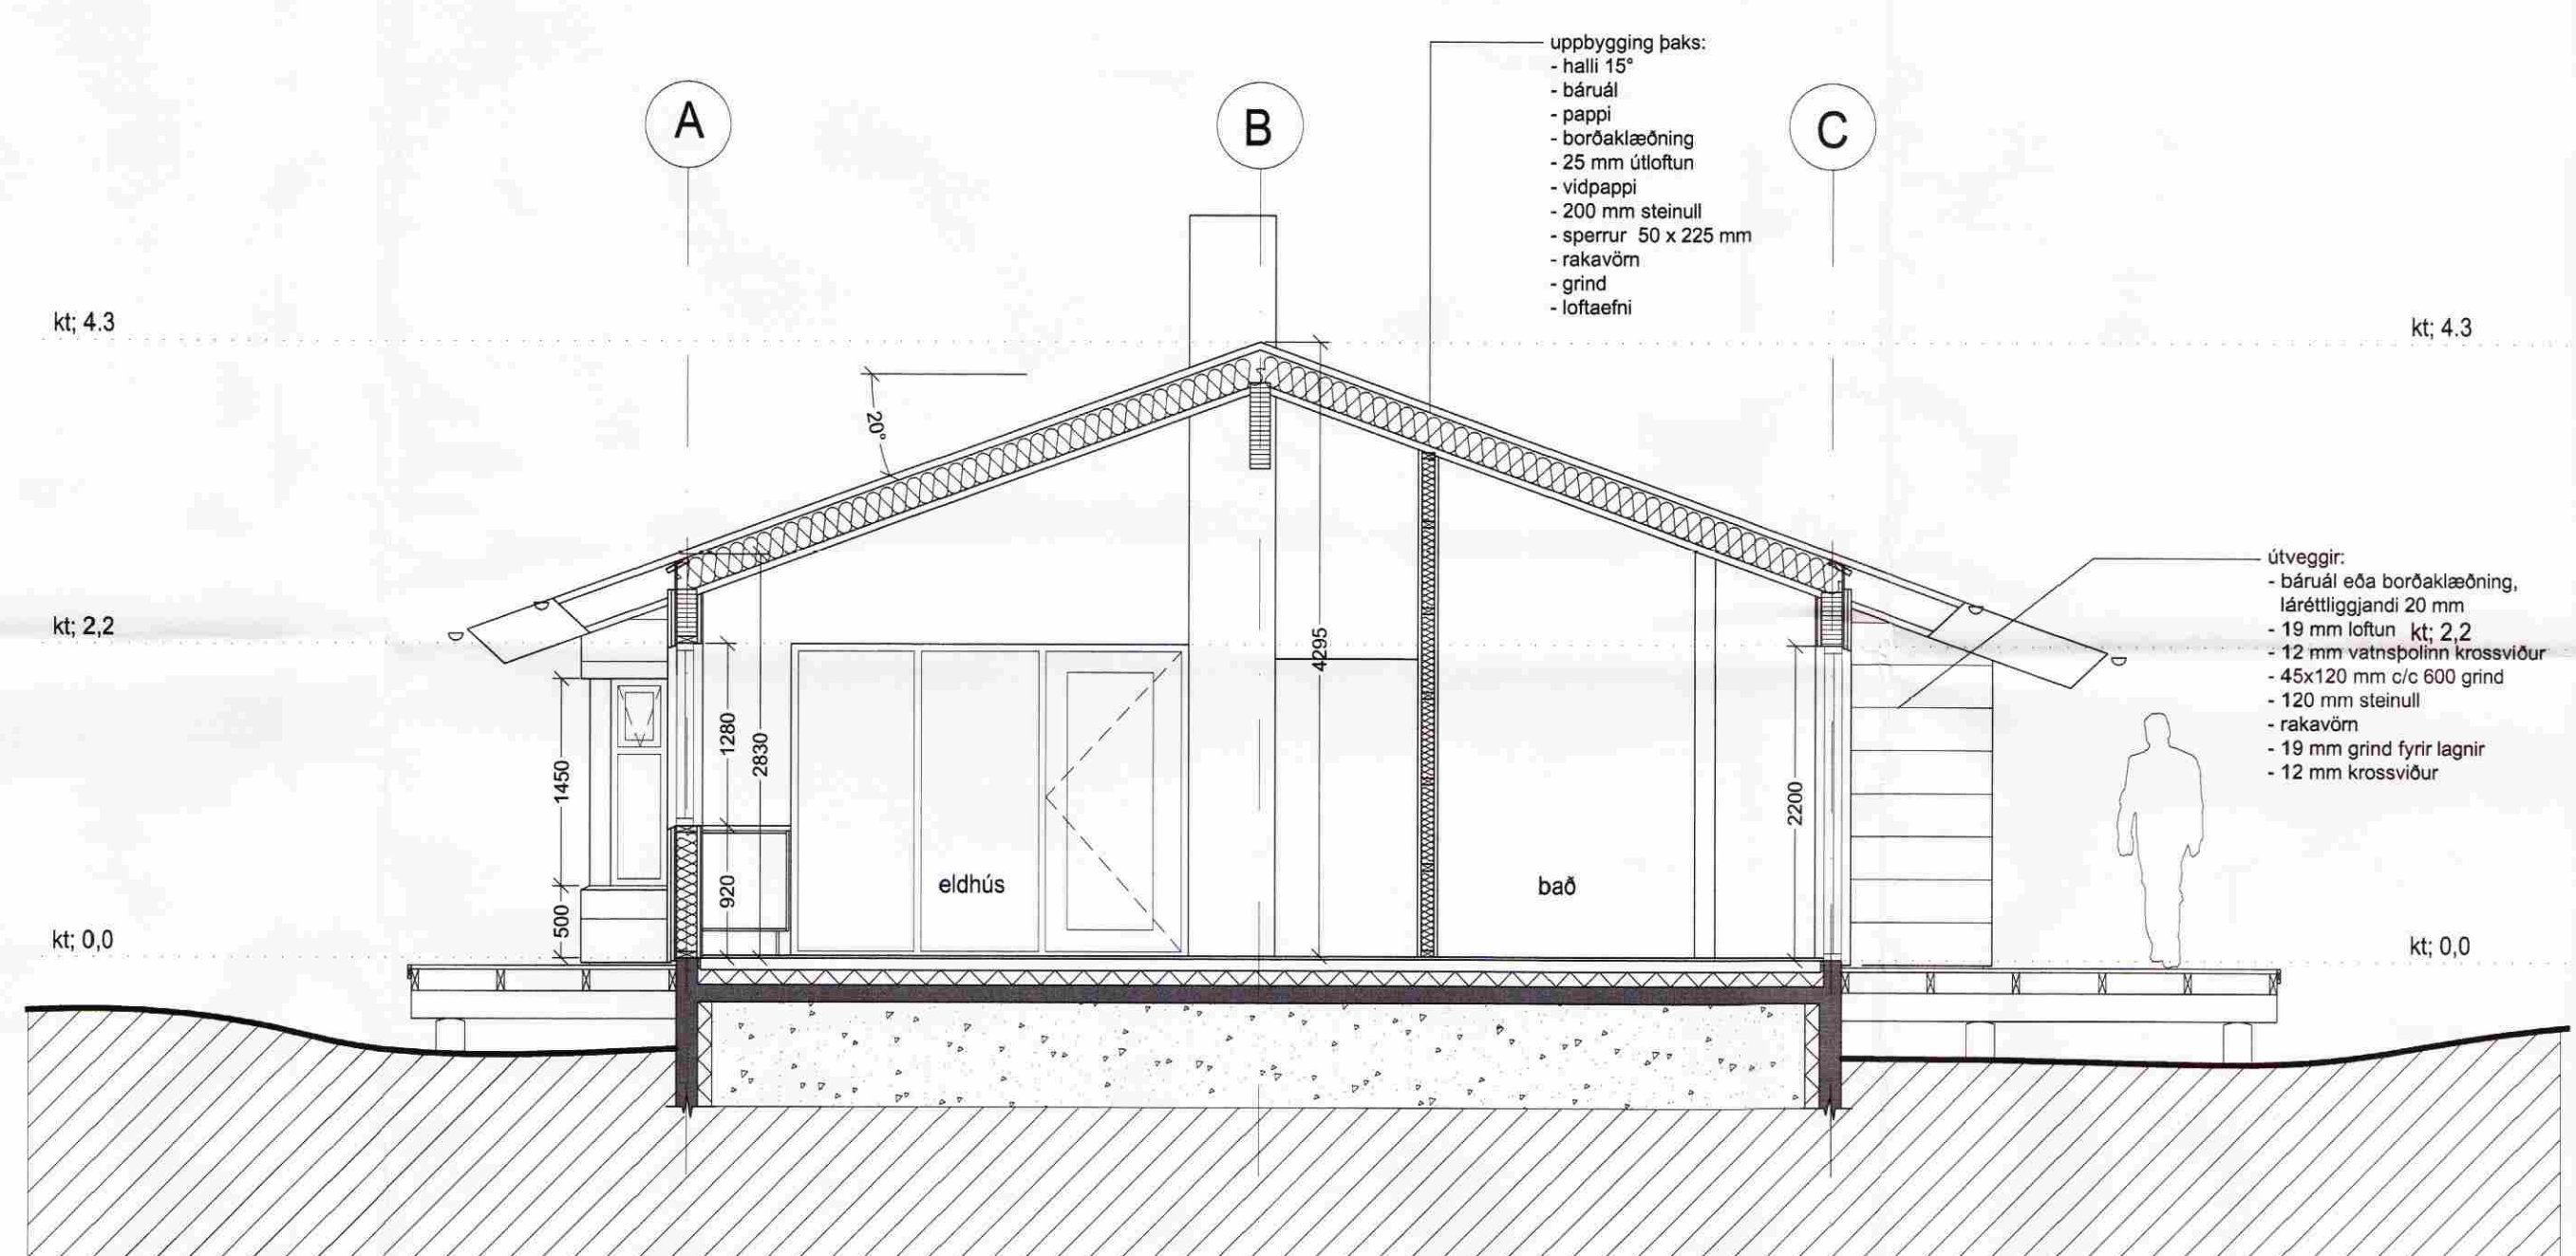 A
B
C
uppbygging þaks:
- halli 15°
- báruál
- pappi
- borðaklæðning
- 25 mm útloftun
- vidpappi
- 200 mm steinull
- sperrur 50 x 225 mm
- rakavörn
- grind
- loftaefni
kt; 4.3
kt; 4.3
20°
útveggir:
- báruál eða borðaklæðning,
láréttliggjandi 20 mm
- 19 mm loftun
- 12 mm vatnsþolinn krossviður
- 45x120 mm c/c 600 grind
- 120 mm steinull
- rakavörn
- 19 mm grind fyrir lagnir
- 12 mm krossviður
kt; 2,2
kt; 2,2
4295
1280
2830
1450
2200
920
500
eldhús
bað
kt; 0,0
kt; 0,0